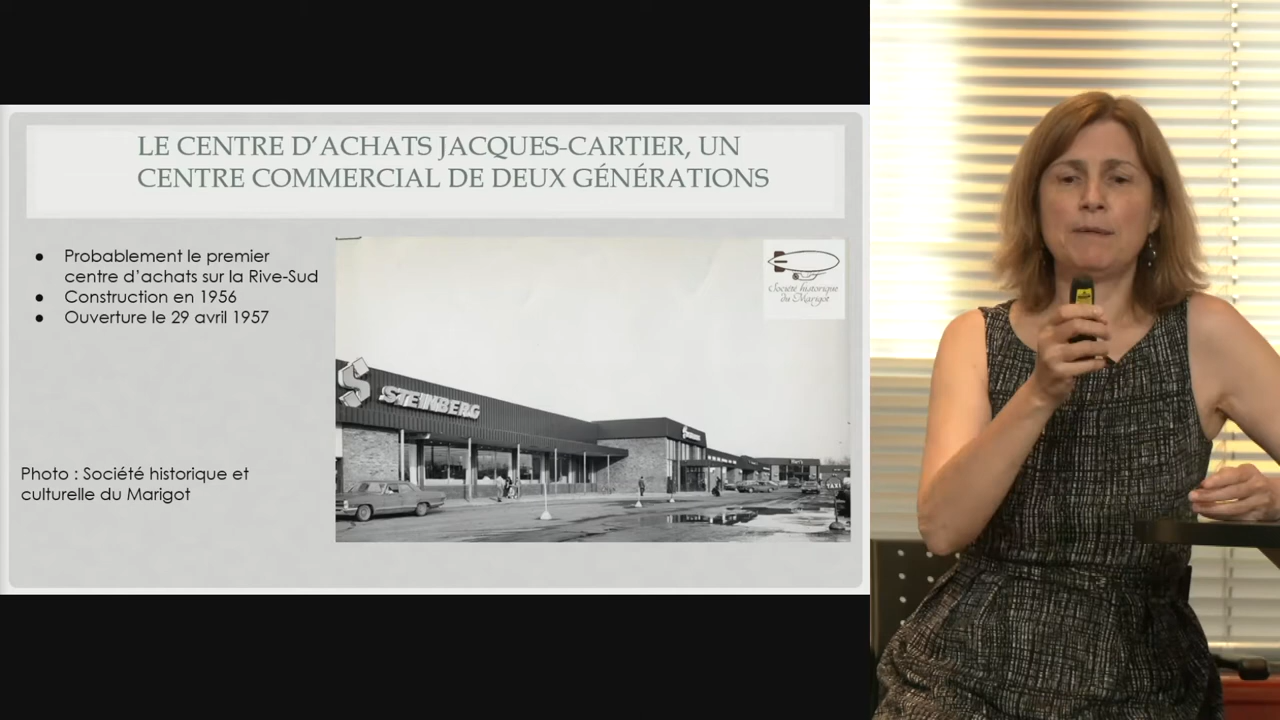 LE CENTRE D’ACHATS JACQUES-CARTIER, UN
CENTRE COMMERCIAL DE DEUX GÉNÉRATIONS
● Probablement le premier
centre d’achats sur la Rive-Sud
● Construction en 1956
● Ouverture le 29 avril 1957
Photo : Société historique et
culturelle du Marigot
Société historique
du Marigot
S STEINBERG